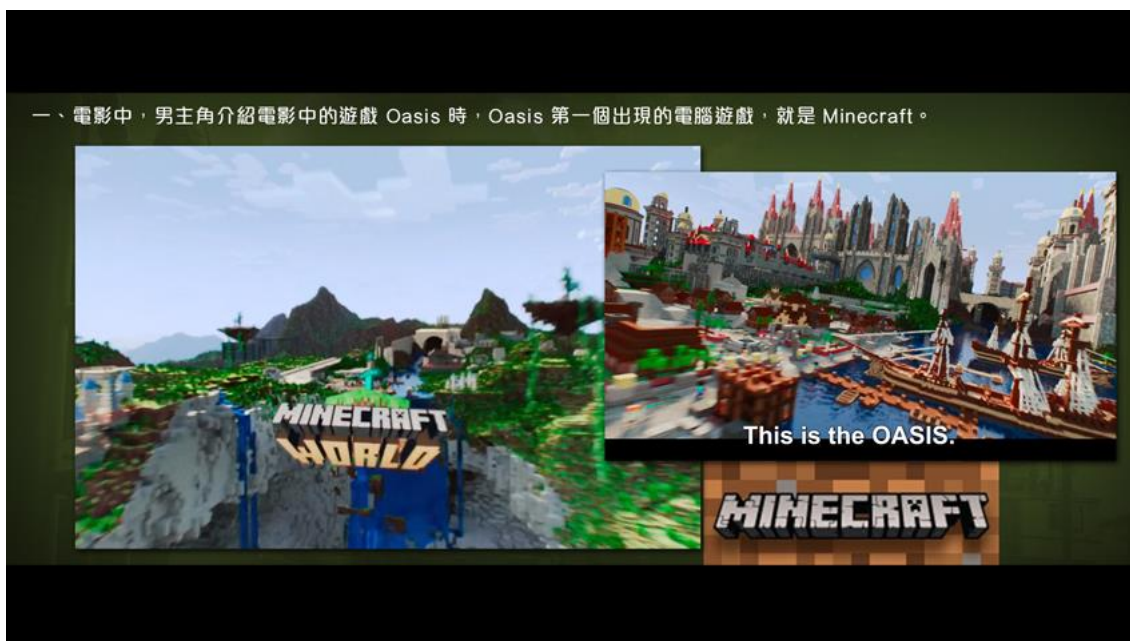 一、電影中，男主角介紹電影中的遊戲 Oasis 時，Oasis 第一個出現的電腦遊戲，就是 Minecraft。
MINECRAFT
WORLD
This is the OASIS.
MINECRAFT